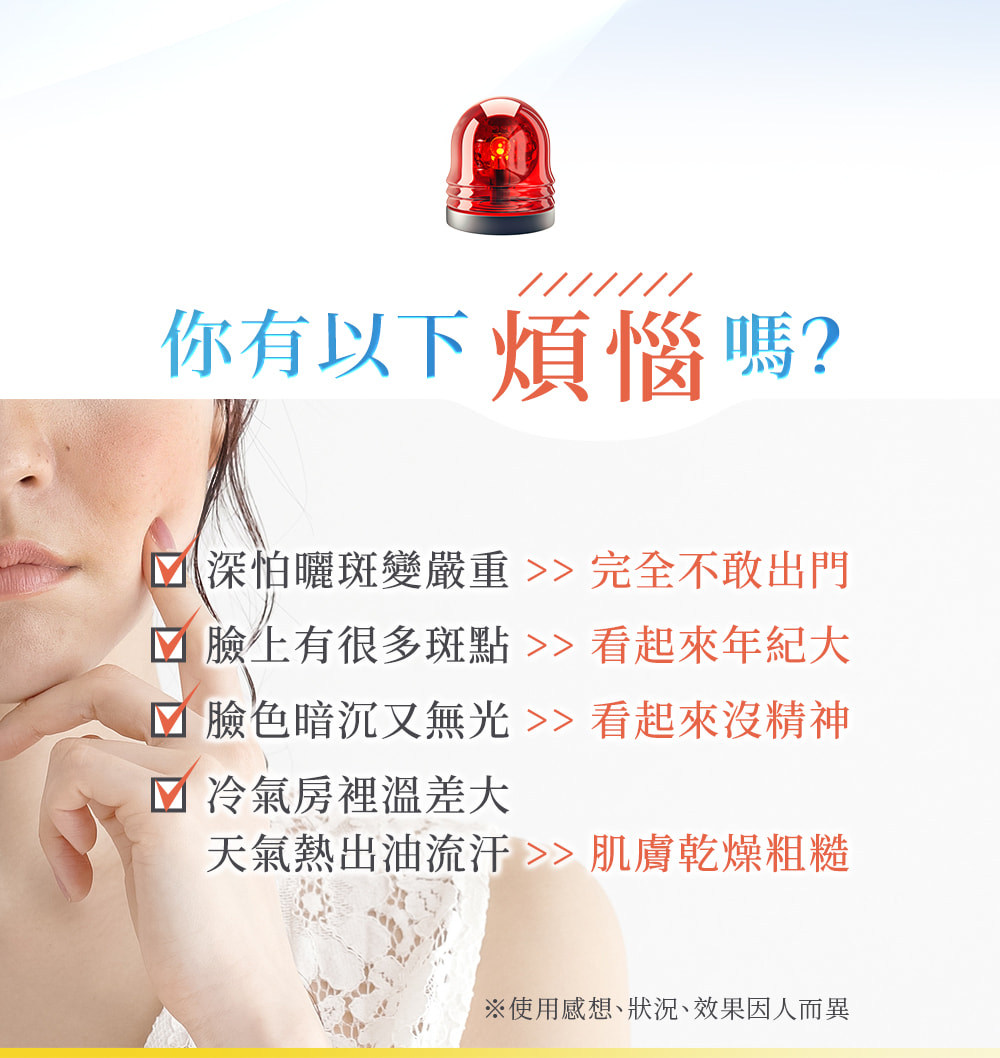 你有以下煩惱嗎?
深怕曬斑變嚴重 >> 完全不敢出門
臉上有很多斑點 >> 看起來年紀大
臉色暗沉又無光 >> 看起來沒精神
冷氣房裡溫差大
天氣熱出油流汗 >> 肌膚乾燥粗糙
※使用感想、狀況、效果因人而異